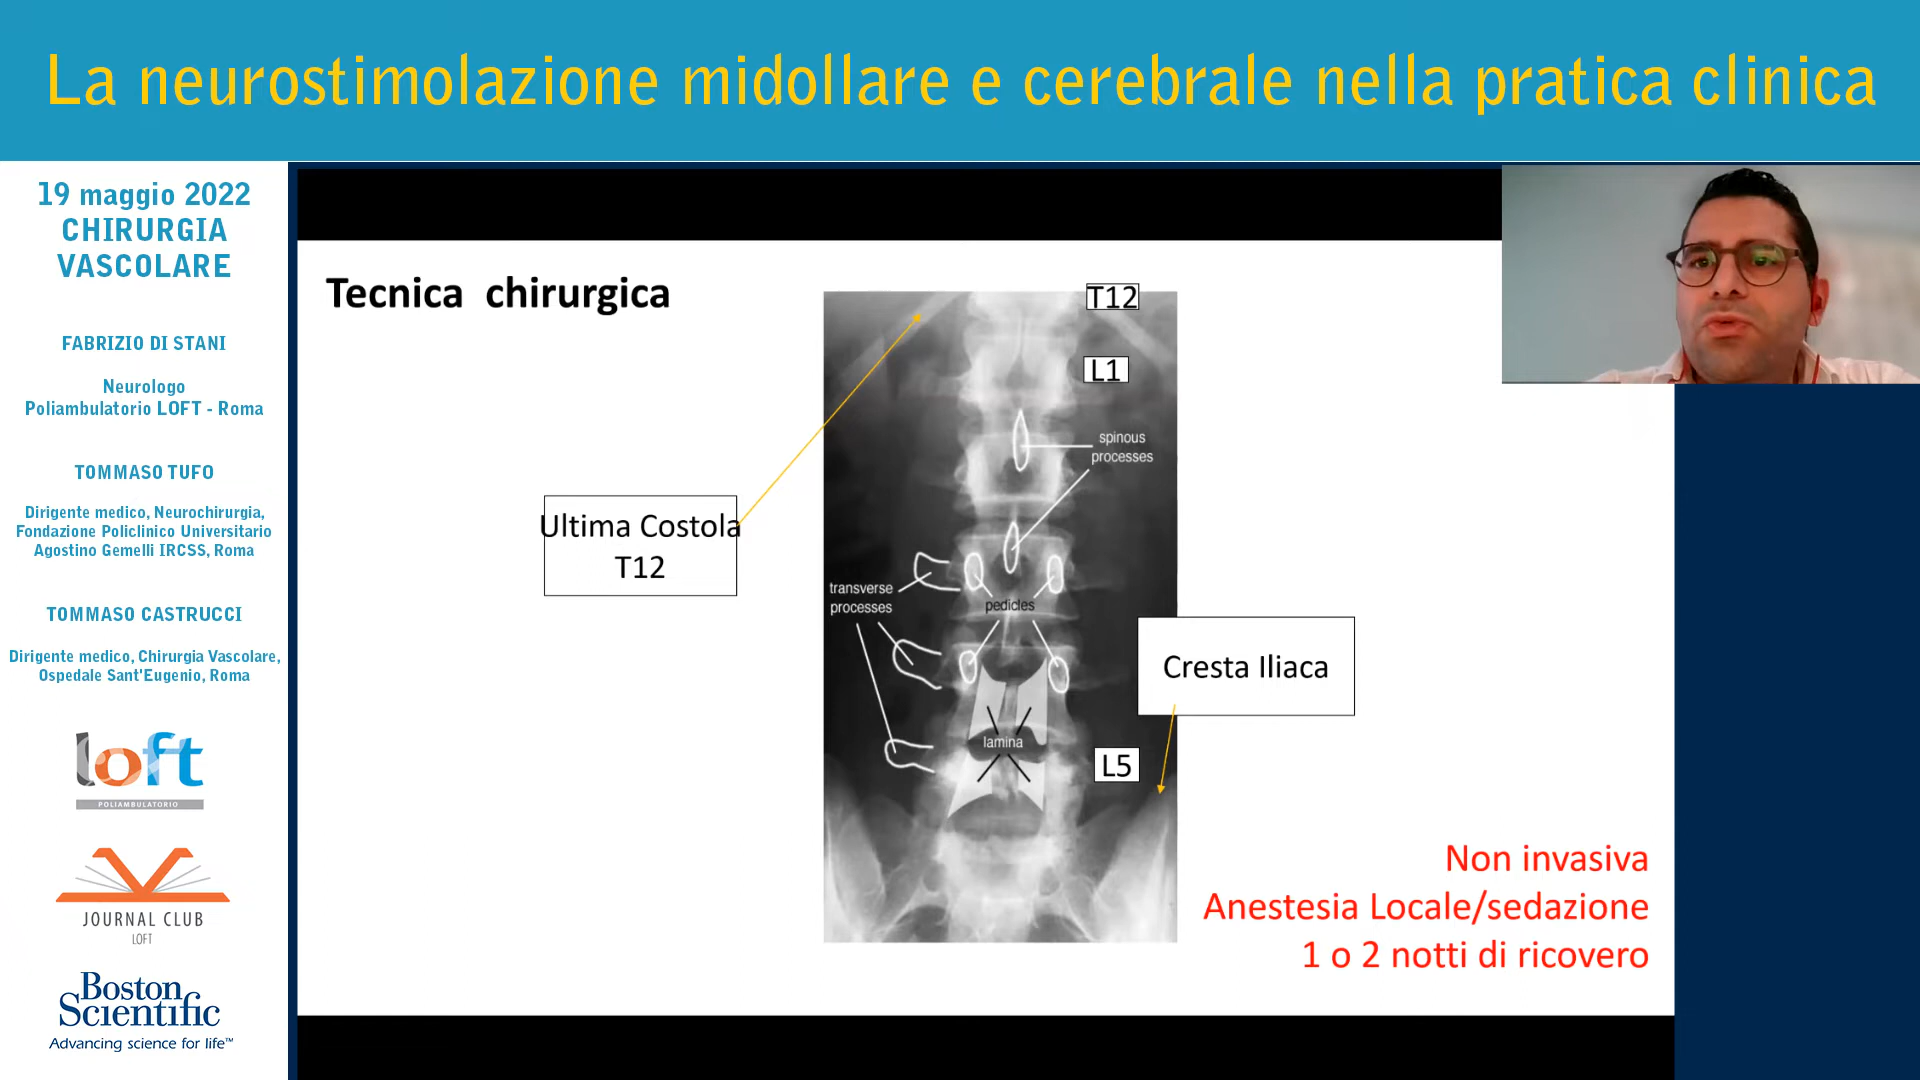 La neurostimolazione midollare e cerebrale nella pratica clinica
19 maggio 2022
CHIRURGIA
VASCOLARE
FABRIZIO DI STANI
Neurologo
Poliambulatorio LOFT - Roma
TOMMASO TUFO
Dirigente medico, Neurochirurgia,
Fondazione Policlinico Universitario
Agostino Gemelli IRCSS, Roma
TOMMASO CASTRUCCI
Dirigente medico, Chirurgia Vascolare,
Ospedale Sant'Eugenio, Roma
loft
POLIAMBULATORIO
JOURNAL CLUB
LOFT
Boston
Scientific
Advancing science for life™
Tecnica chirurgica
T12
L1
spinous
processes
Ultima Costola
T12
transverse
processes
pedicles
Cresta Iliaca
lamina
L5
Non invasiva
Anestesia Locale/sedazione
1 o 2 notti di ricovero